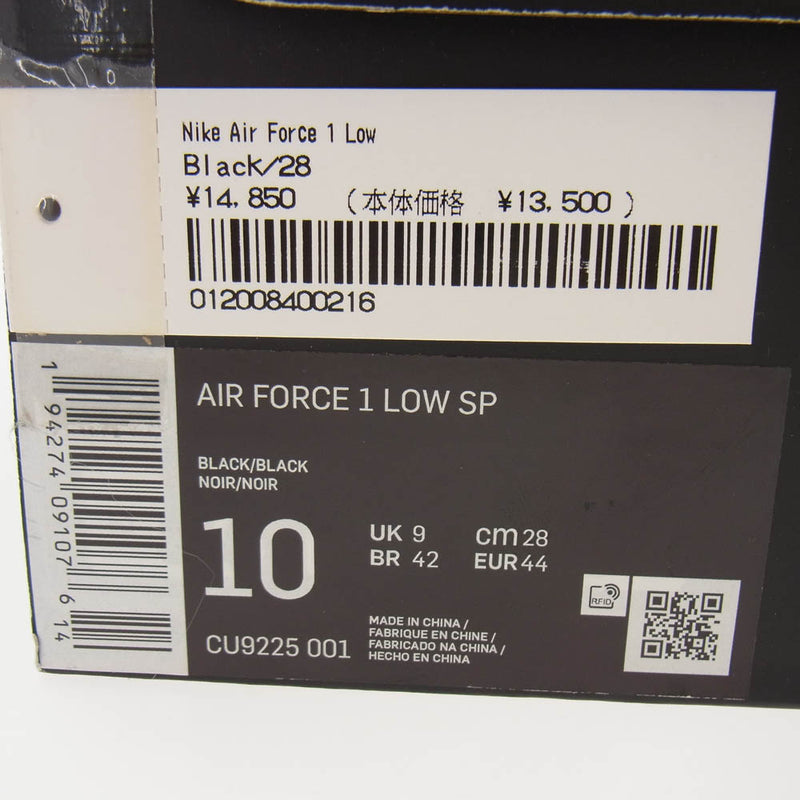 Nike Air Force 1 Low
Black/28
¥14,850 (本体価格 ¥13,500)
012008400216
1 94274 09107 6 14
AIR FORCE 1 LOW SP
BLACK/BLACK
NOIR/NOIR
10
UK 9 cm 28
BR 42 EUR 44
RFID
CU9225 001
MADE IN CHINA /
FABRIQUE EN CHINE /
FABRICADO NA CHINA /
HECHO EN CHINA